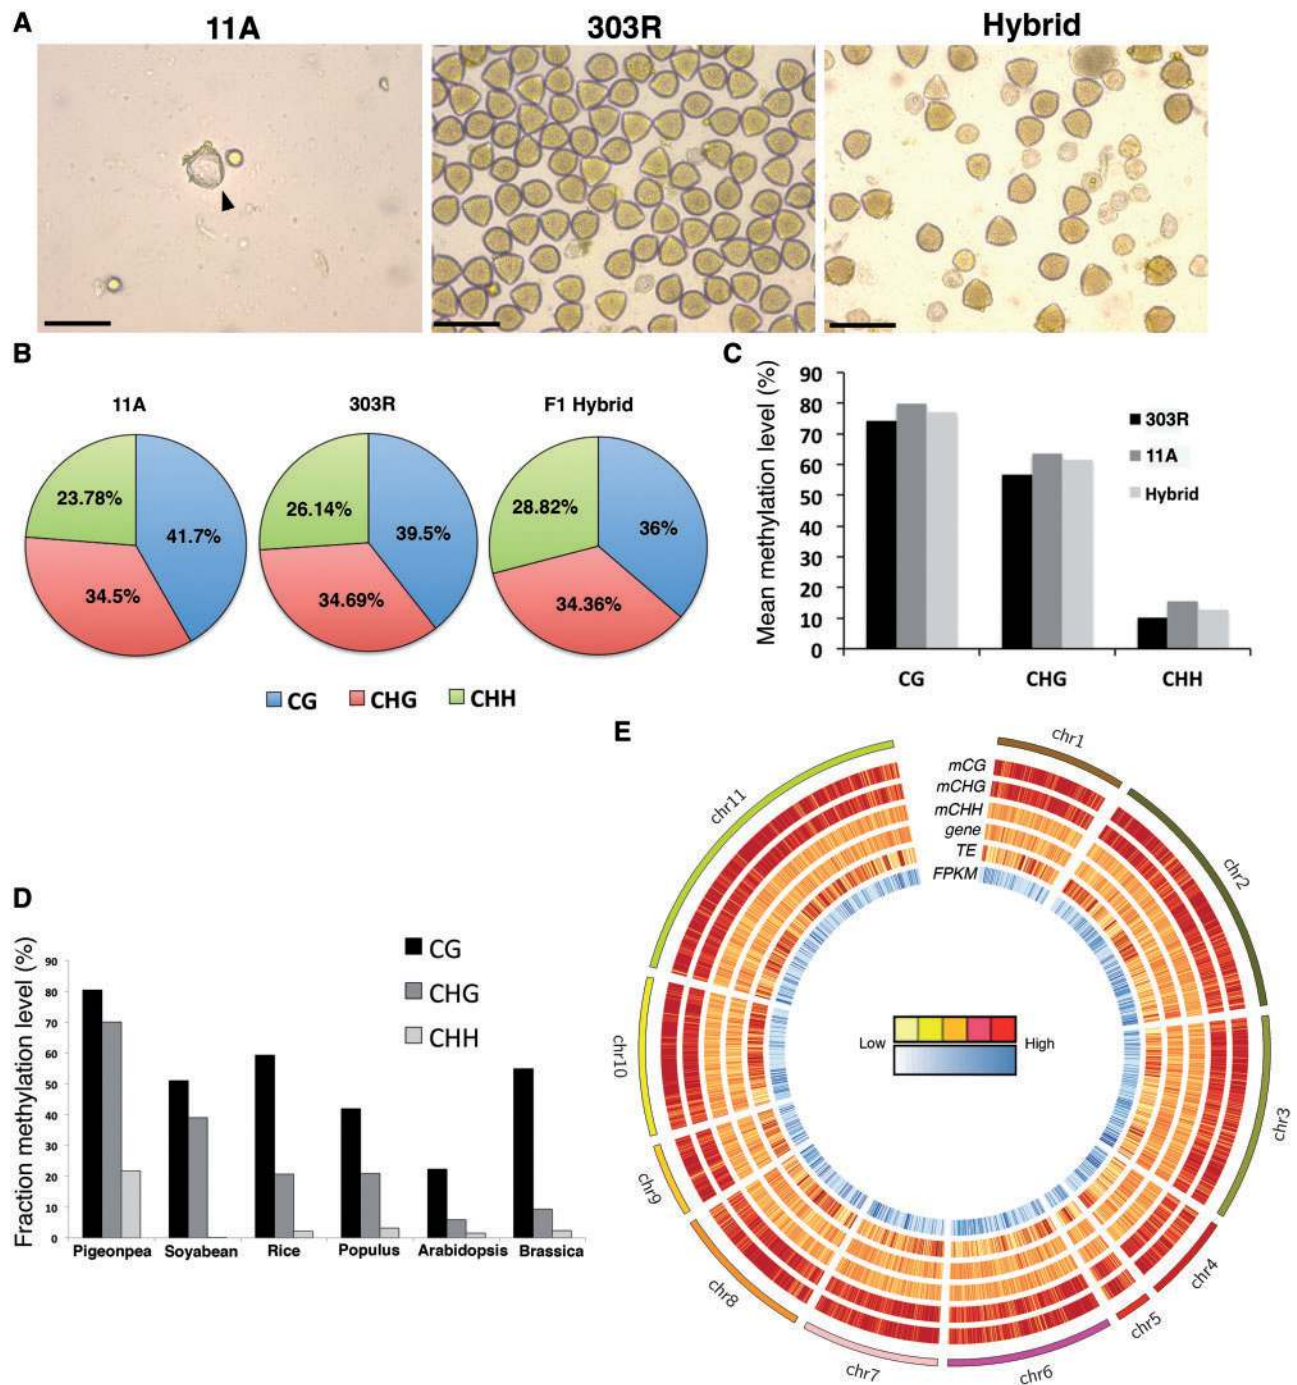 A
11A
303R
Hybrid
B
11A
303R
F1 Hybrid
23.78%
41.7%
34.5%
26.14%
39.5%
34.69%
28.82%
36%
34.36%
CG
CHG
CHH
C
Mean methylation level (%)
90
80
70
60
50
40
30
20
10
0
303R
11A
Hybrid
CG
CHG
CHH
D
Fraction methylation level (%)
90
80
70
60
50
40
30
20
10
0
CG
CHG
CHH
Pigeonpea
Soyabean
Rice
Populus
Arabidopsis
Brassica
E
mCG
mCHG
mCHH
gene
TE
FPKM
chr1
chr2
chr3
chr4
chr5
chr6
chr7
chr8
chr9
chr10
chr11
Low
High